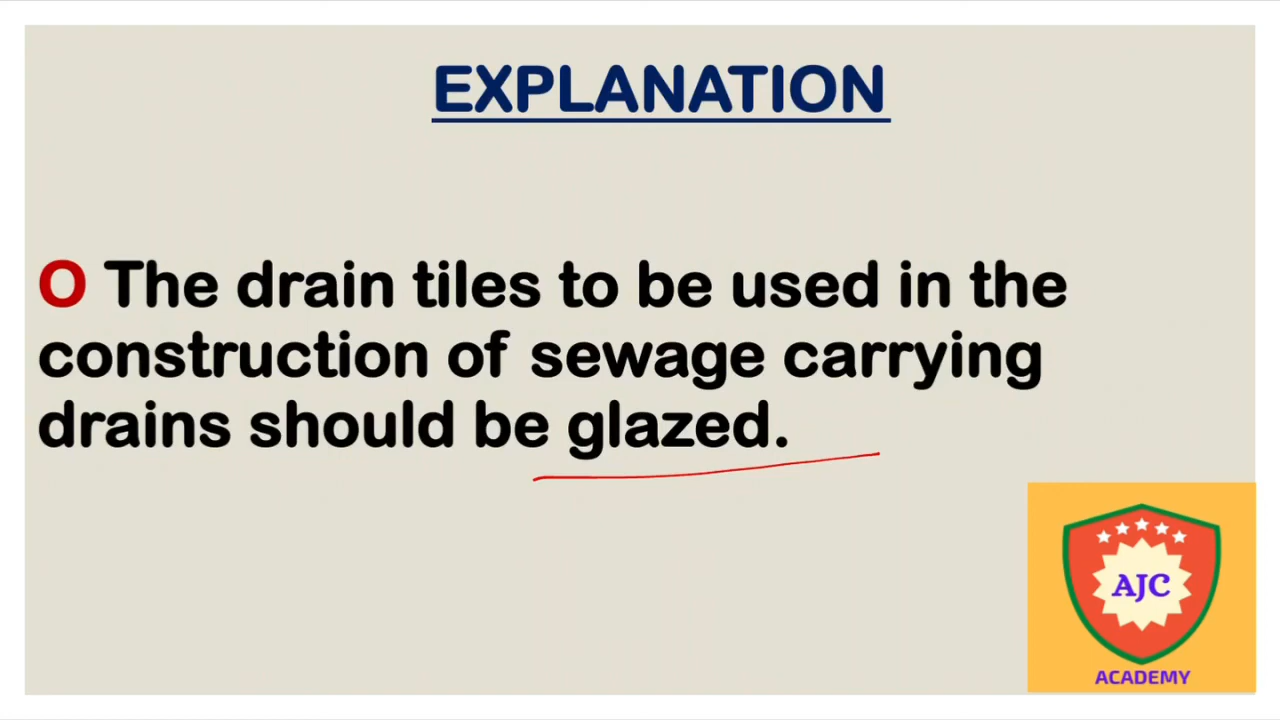 EXPLANATION
O The drain tiles to be used in the
construction of sewage carrying
drains should be glazed.
AJC
ACADEMY